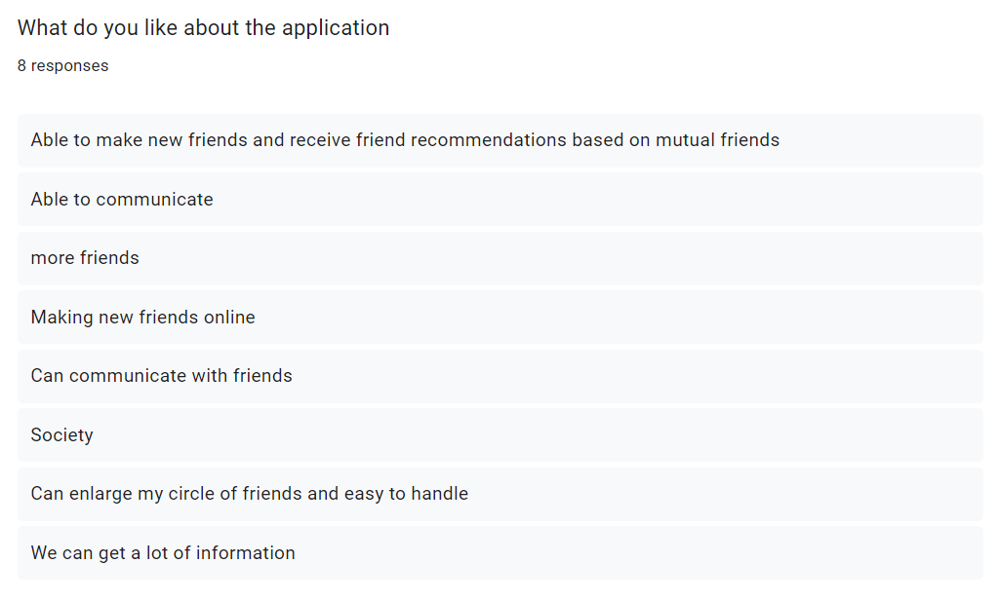 What do you like about the application
8 responses
Able to make new friends and receive friend recommendations based on mutual friends
Able to communicate
more friends
Making new friends online
Can communicate with friends
Society
Can enlarge my circle of friends and easy to handle
We can get a lot of information